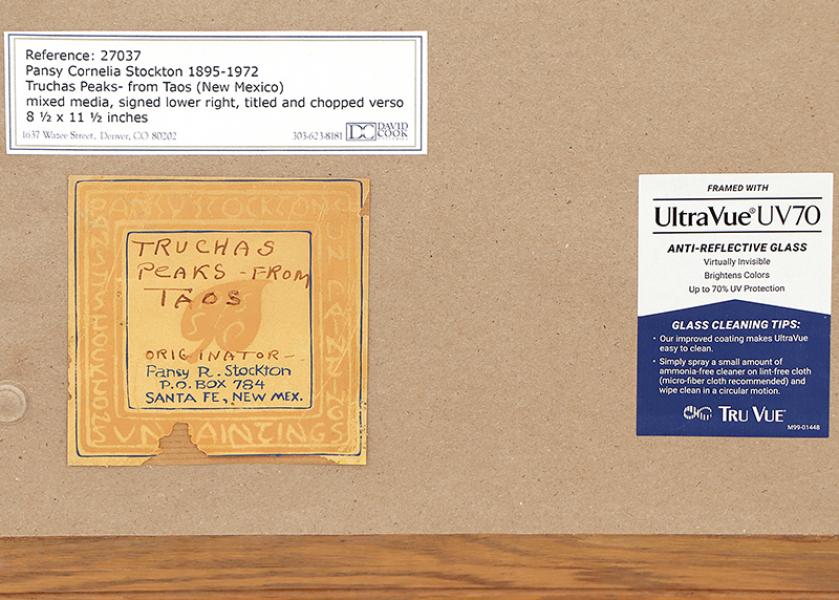 Reference: 27037
Pansy Cornelia Stockton 1895-1972
Truchas Peaks- from Taos (New Mexico)
mixed media, signed lower right, titled and chopped verso
8 ½ x 11 ½ inches
1637 Wazee Street, Denver, CO 80202
303-623-8181 DC DAVID COOK
PANSY STOCKTON
SUN PAINTINGS
TRUCHAS
PEAKS - FROM
TAOS
ORIGINATOR-
Pansy R. Stockton
P.O. BOX 784
SANTA FE, NEW MEX.
SUN PAINTINGS
FRAMED WITH
UltraVue® UV70
ANTI-REFLECTIVE GLASS
Virtually Invisible
Brightens Colors
Up to 70% UV Protection
GLASS CLEANING TIPS:
• Our improved coating makes UltraVue
easy to clean.
• Simply spray a small amount of
ammonia-free cleaner on lint-free cloth
(micro-fiber cloth recommended) and
wipe clean in a circular motion.
TRU VUE®
M99-01448